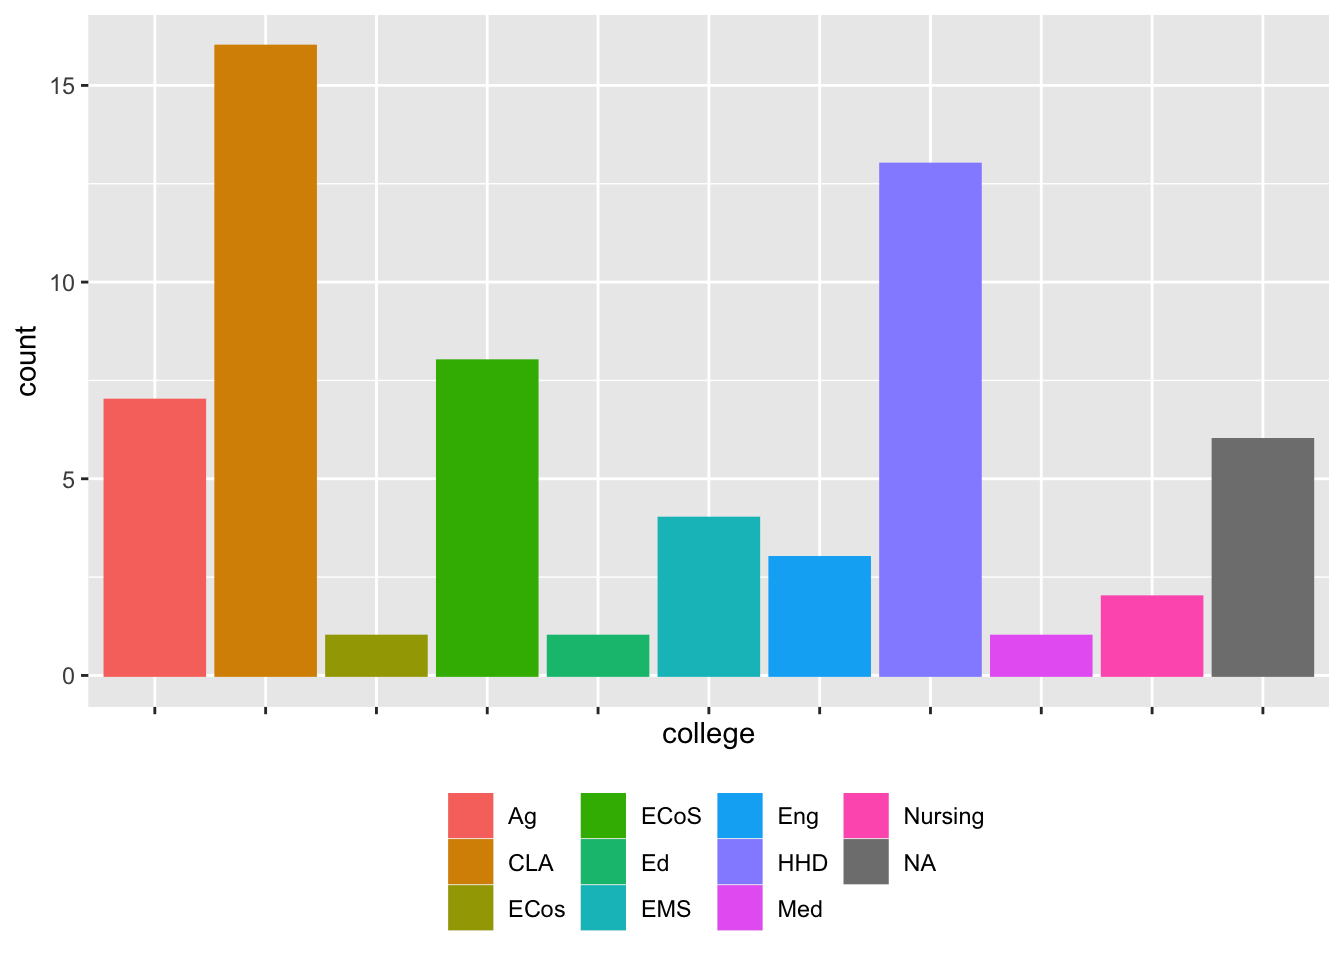 15
10
5
0
count
college
Ag ECoS Eng Nursing
CLA Ed HHD NA
ECos EMS Med